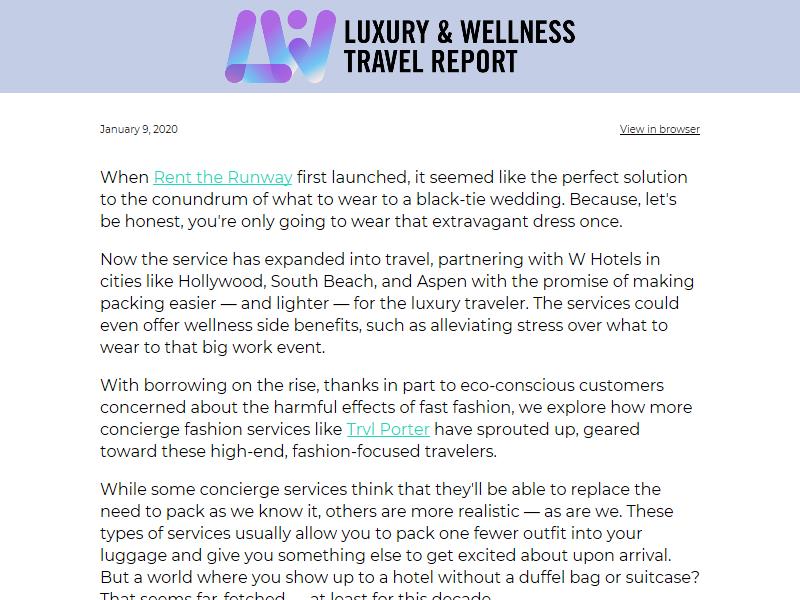 LUXURY & WELLNESS
TRAVEL REPORT
January 9, 2020
View in browser
When Rent the Runway first launched, it seemed like the perfect solution
to the conundrum of what to wear to a black-tie wedding. Because, let's
be honest, you're only going to wear that extravagant dress once.
Now the service has expanded into travel, partnering with W Hotels in
cities like Hollywood, South Beach, and Aspen with the promise of making
packing easier — and lighter — for the luxury traveler. The services could
even offer wellness side benefits, such as alleviating stress over what to
wear to that big work event.
With borrowing on the rise, thanks in part to eco-conscious customers
concerned about the harmful effects of fast fashion, we explore how more
concierge fashion services like Trvl Porter have sprouted up, geared
toward these high-end, fashion-focused travelers.
While some concierge services think that they'll be able to replace the
need to pack as we know it, others are more realistic — as are we. These
types of services usually allow you to pack one fewer outfit into your
luggage and give you something else to get excited about upon arrival.
But a world where you show up to a hotel without a duffel bag or suitcase?
That seems far-fetched — at least for this decade.